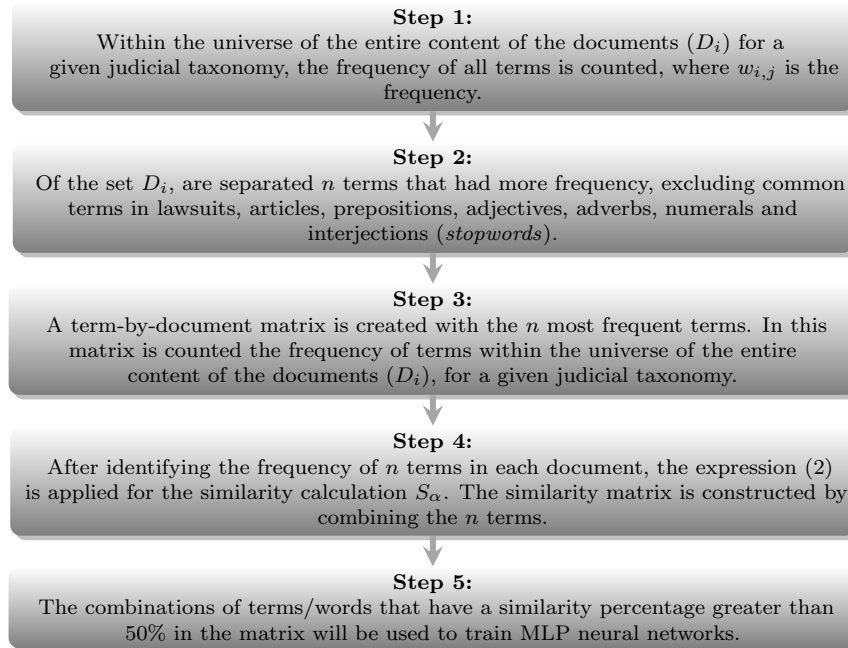 Step 1:
Within the universe of the entire content of the documents (Dᵢ) for a
given judicial taxonomy, the frequency of all terms is counted, where wᵢ,ⱼ is the
frequency.
Step 2:
Of the set Dᵢ, are separated n terms that had more frequency, excluding common
terms in lawsuits, articles, prepositions, adjectives, adverbs, numerals and
interjections (stopwords).
Step 3:
A term-by-document matrix is created with the n most frequent terms. In this
matrix is counted the frequency of terms within the universe of the entire
content of the documents (Dᵢ), for a given judicial taxonomy.
Step 4:
After identifying the frequency of n terms in each document, the expression (2)
is applied for the similarity calculation Sα. The similarity matrix is constructed by
combining the n terms.
Step 5:
The combinations of terms/words that have a similarity percentage greater than
50% in the matrix will be used to train MLP neural networks.